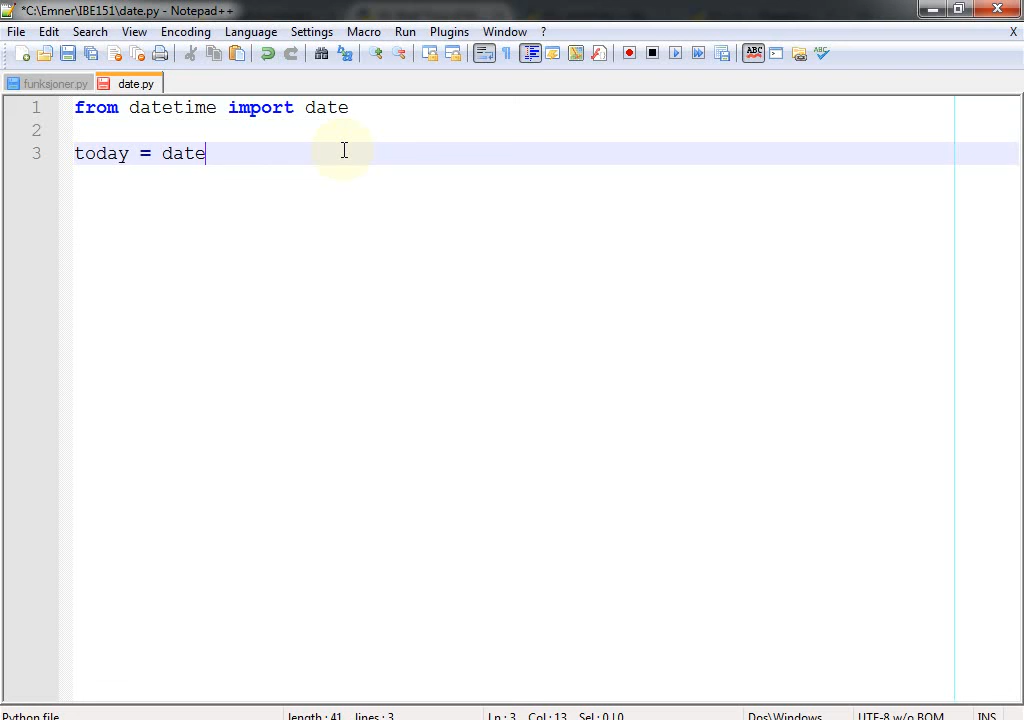 *C:\Emner\IBE151\date.py - Notepad++
File Edit Search View Encoding Language Settings Macro Run Plugins Window ? X
funksjoner.py date.py
1 from datetime import date
2
3 today = date
Python file length : 41 lines : 3 Ln : 3 Col : 13 Sel : 0 | 0 Dos\Windows UTF-8 w/o BOM INS